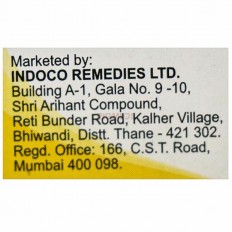 Marketed by:
INDOCO REMEDIES LTD.
Building A-1, Gala No. 9 -10,
Shri Arihant Compound,
Reti Bunder Road, Kalher Village,
Bhiwandi, Distt. Thane - 421 302.
Regd. Office: 166, C.S.T. Road,
Mumbai 400 098.